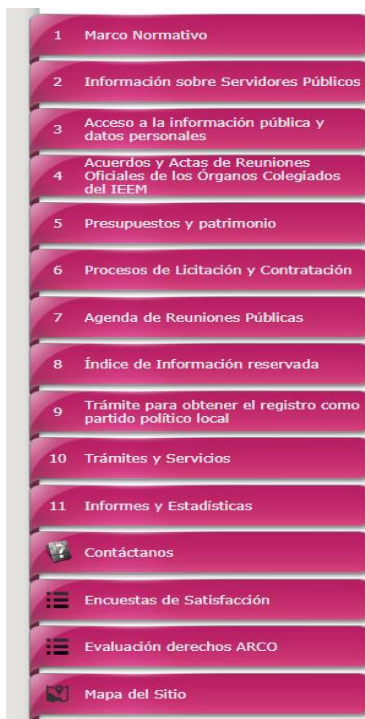 1 Marco Normativo
2 Información sobre Servidores Públicos
3 Acceso a la información pública y
datos personales
Acuerdos y Actas de Reuniones
4 Oficiales de los Órganos Colegiados
del IEEM
5 Presupuestos y patrimonio
6 Procesos de Licitación y Contratación
7 Agenda de Reuniones Públicas
8 Índice de Información reservada
9 Trámite para obtener el registro como
partido político local
10 Trámites y Servicios
11 Informes y Estadísticas
? Contáctanos
Encuestas de Satisfacción
Evaluación derechos ARCO
Mapa del Sitio